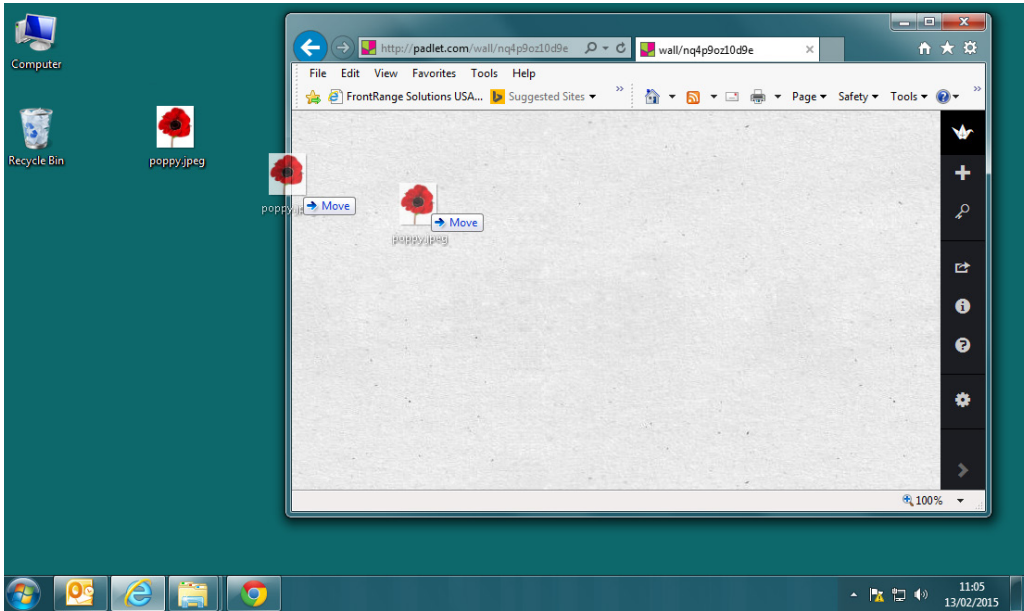 Computer
Recycle Bin
poppy.jpeg
poppy.j
Move
poppy.jpeg
Move
http://padlet.com/wall/nq4p9oz10d9e
wall/nq4p9oz10d9e
File Edit View Favorites Tools Help
FrontRange Solutions USA... Suggested Sites
Page Safety Tools
100%
11:05
13/02/2015